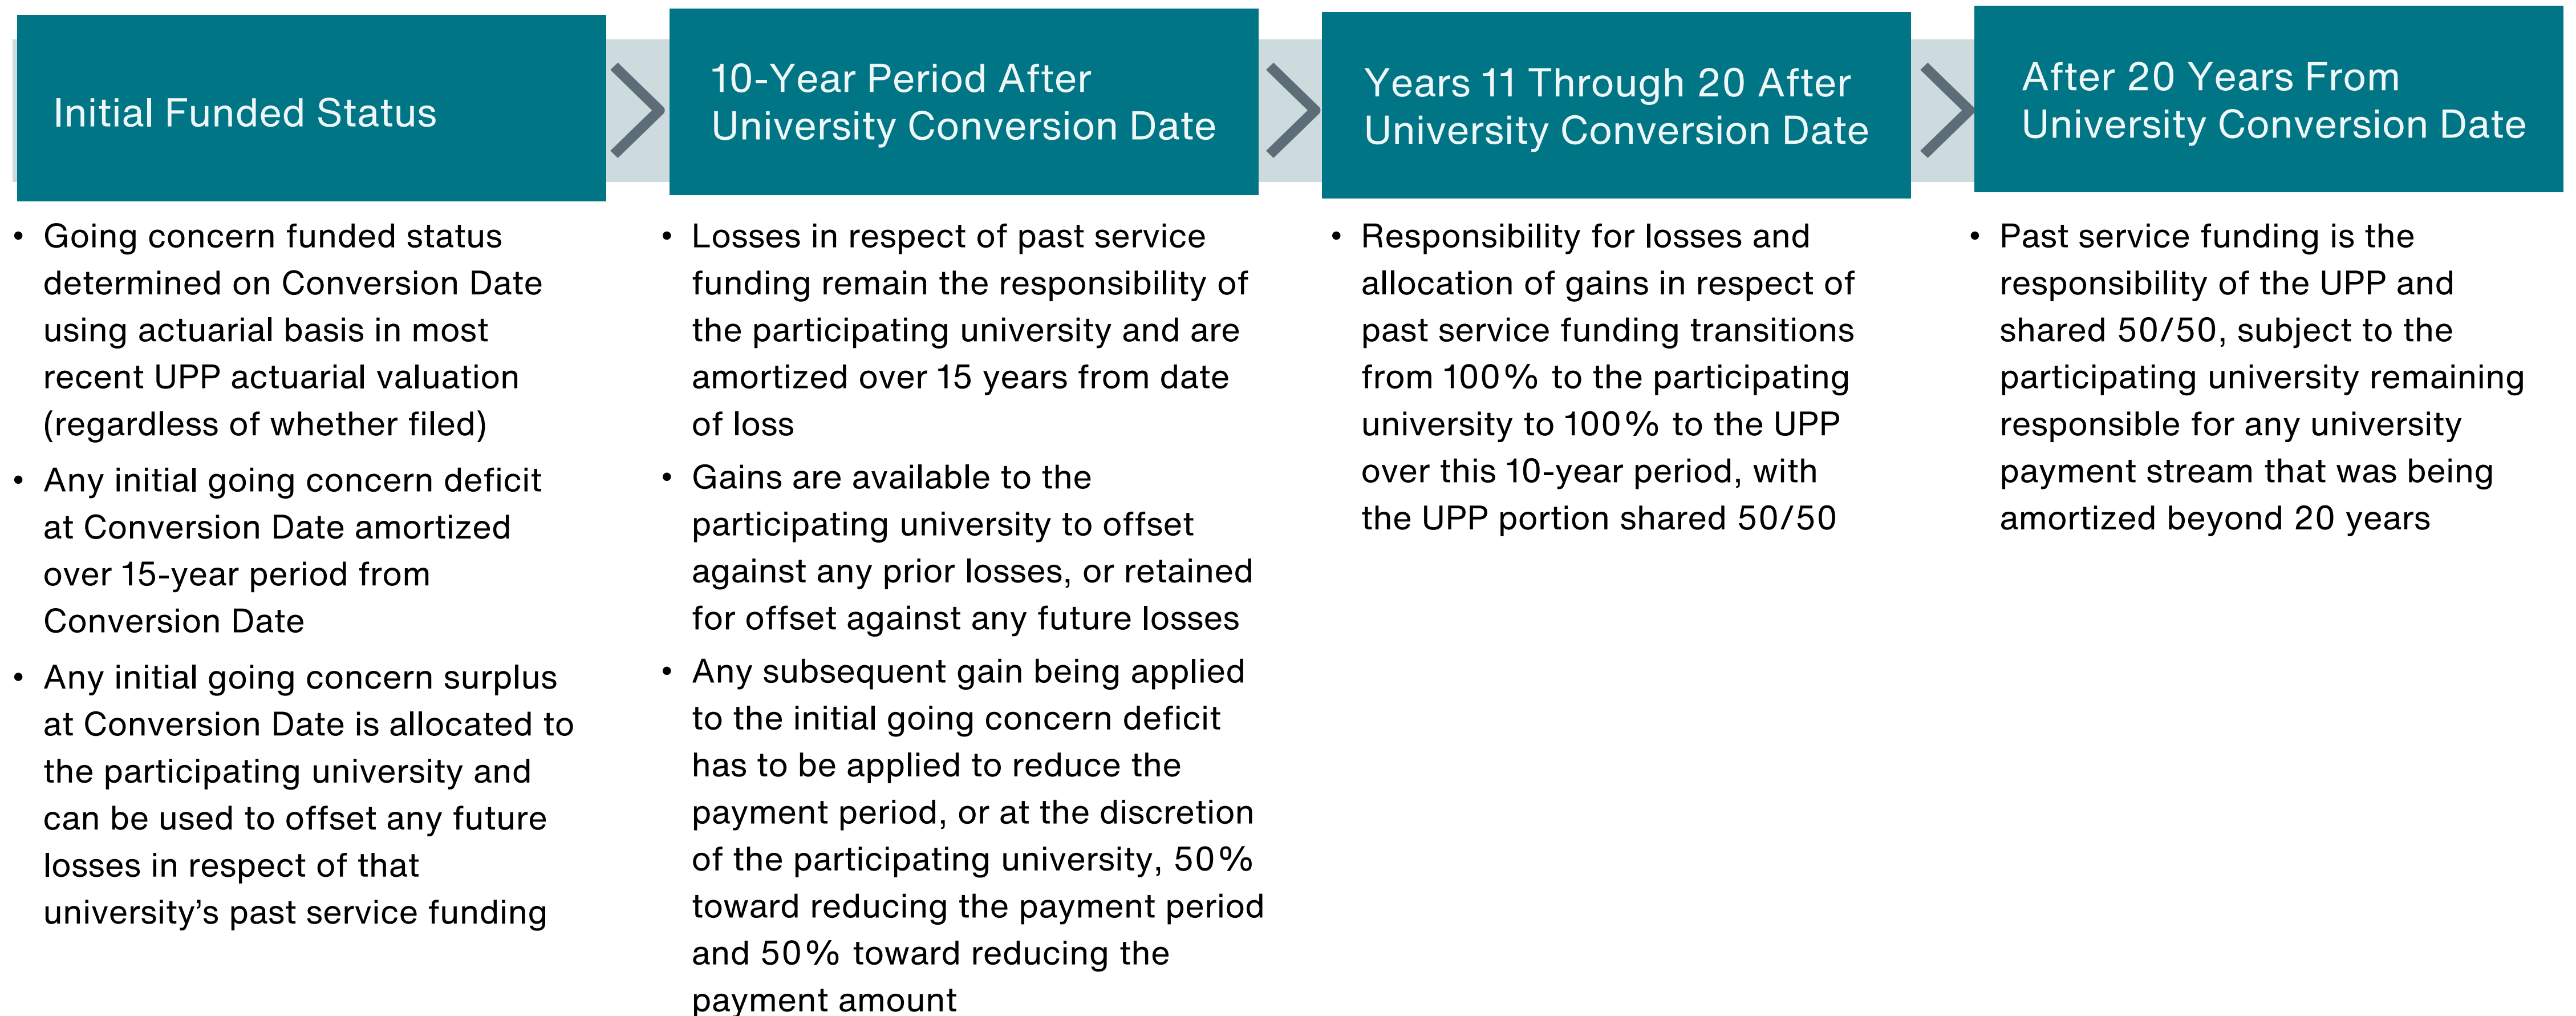 Initial Funded Status
10-Year Period After
University Conversion Date
Years 11 Through 20 After
University Conversion Date
After 20 Years From
University Conversion Date
• Going concern funded status
determined on Conversion Date
using actuarial basis in most
recent UPP actuarial valuation
(regardless of whether filed)
• Any initial going concern deficit
at Conversion Date amortized
over 15-year period from
Conversion Date
• Any initial going concern surplus
at Conversion Date is allocated to
the participating university and
can be used to offset any future
losses in respect of that
university’s past service funding
• Losses in respect of past service
funding remain the responsibility of
the participating university and are
amortized over 15 years from date
of loss
• Gains are available to the
participating university to offset
against any prior losses, or retained
for offset against any future losses
• Any subsequent gain being applied
to the initial going concern deficit
has to be applied to reduce the
payment period, or at the discretion
of the participating university, 50%
toward reducing the payment period
and 50% toward reducing the
payment amount
• Responsibility for losses and
allocation of gains in respect of
past service funding transitions
from 100% to the participating
university to 100% to the UPP
over this 10-year period, with
the UPP portion shared 50/50
• Past service funding is the
responsibility of the UPP and
shared 50/50, subject to the
participating university remaining
responsible for any university
payment stream that was being
amortized beyond 20 years